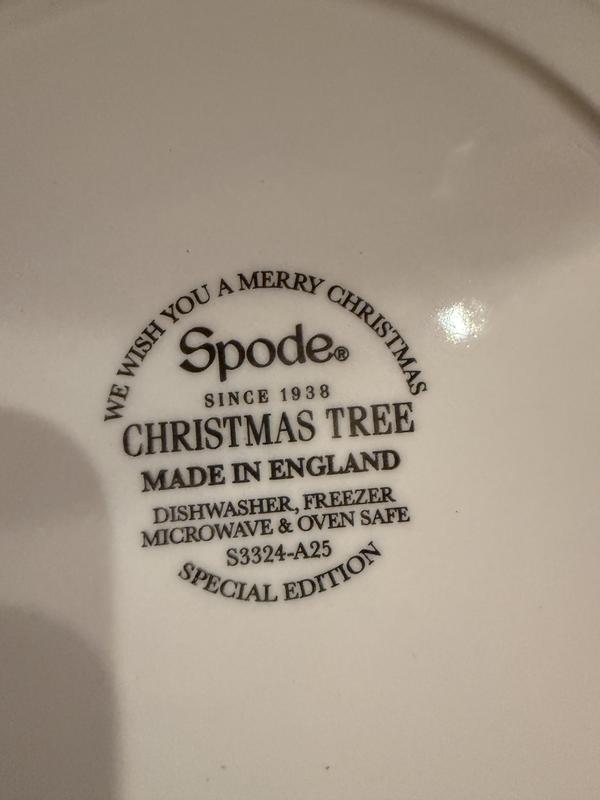 WE WISH YOU A MERRY CHRISTMAS
Spode®
SINCE 1938
CHRISTMAS TREE
MADE IN ENGLAND
DISHWASHER, FREEZER
MICROWAVE & OVEN SAFE
S3324-A25
SPECIAL EDITION